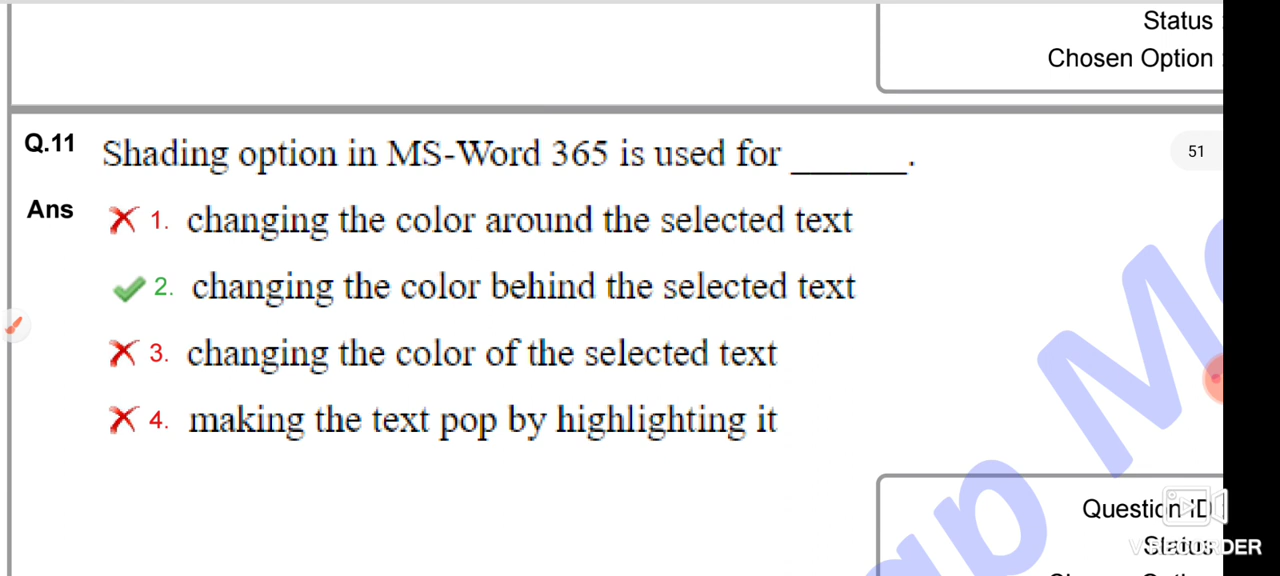 Status :
Chosen Option :
Q.11 Shading option in MS-Word 365 is used for ______.
51
Ans 1. changing the color around the selected text
2. changing the color behind the selected text
3. changing the color of the selected text
4. making the text pop by highlighting it
Question ID
Status